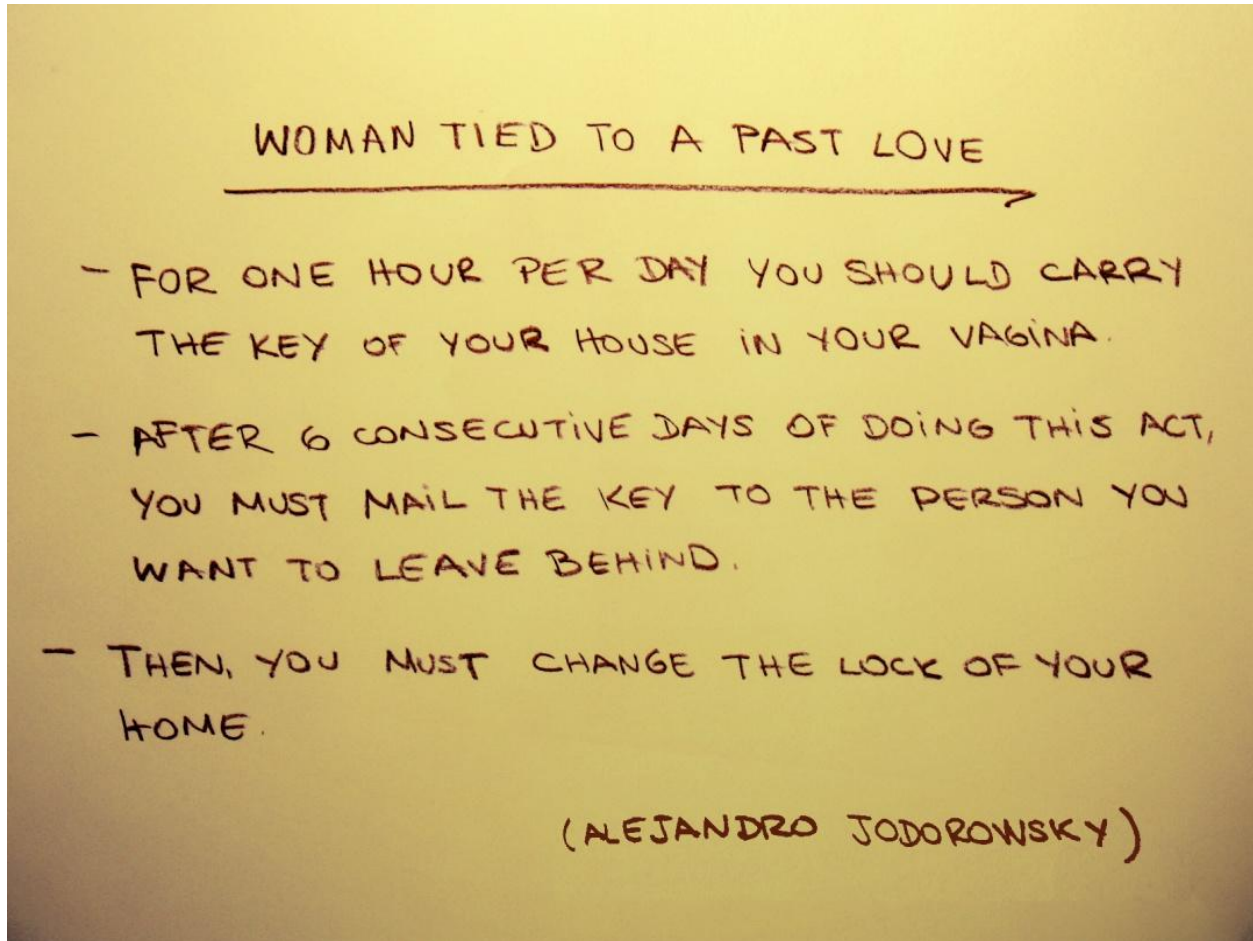 WOMAN TIED TO A PAST LOVE
- FOR ONE HOUR PER DAY YOU SHOULD CARRY
THE KEY OF YOUR HOUSE iN YOUR VAGiNA.
- AFTER 6 CONSECUTiVE DAYS OF DOiNG THiS ACT,
YOU MUST MAiL THE KEY TO THE PERSON YOU
WANT TO LEAVE BEHiND.
- THEN, YOU MUST CHANGE THE LOCK OF YOUR
HOME.
(ALEJANDRO JODOROWSKY)